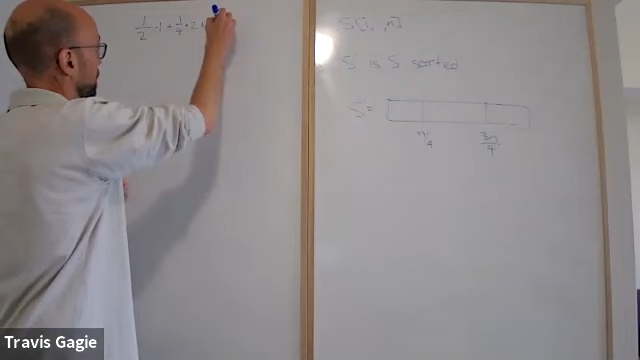 1/2 · 1 + 1/4 · 2 +
S[1, ,n]
S' is S sorted
S' =
n/4
3n/4
Travis Gagie